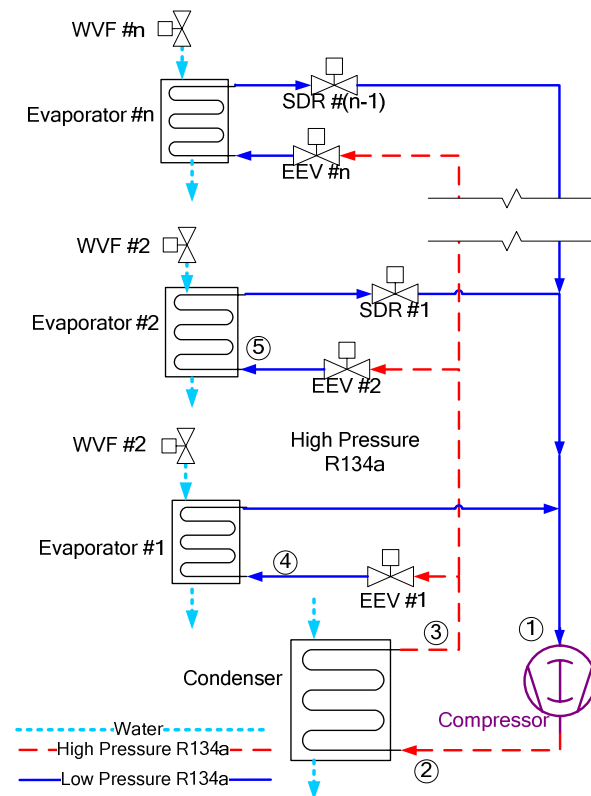 WVF #n
Evaporator #n
SDR #(n-1)
EEV #n
WVF #2
Evaporator #2
SDR #1
5
EEV #2
WVF #2
High Pressure
R134a
Evaporator #1
4
EEV #1
3
1
Condenser
Compressor
Water
High Pressure R134a
2
Low Pressure R134a